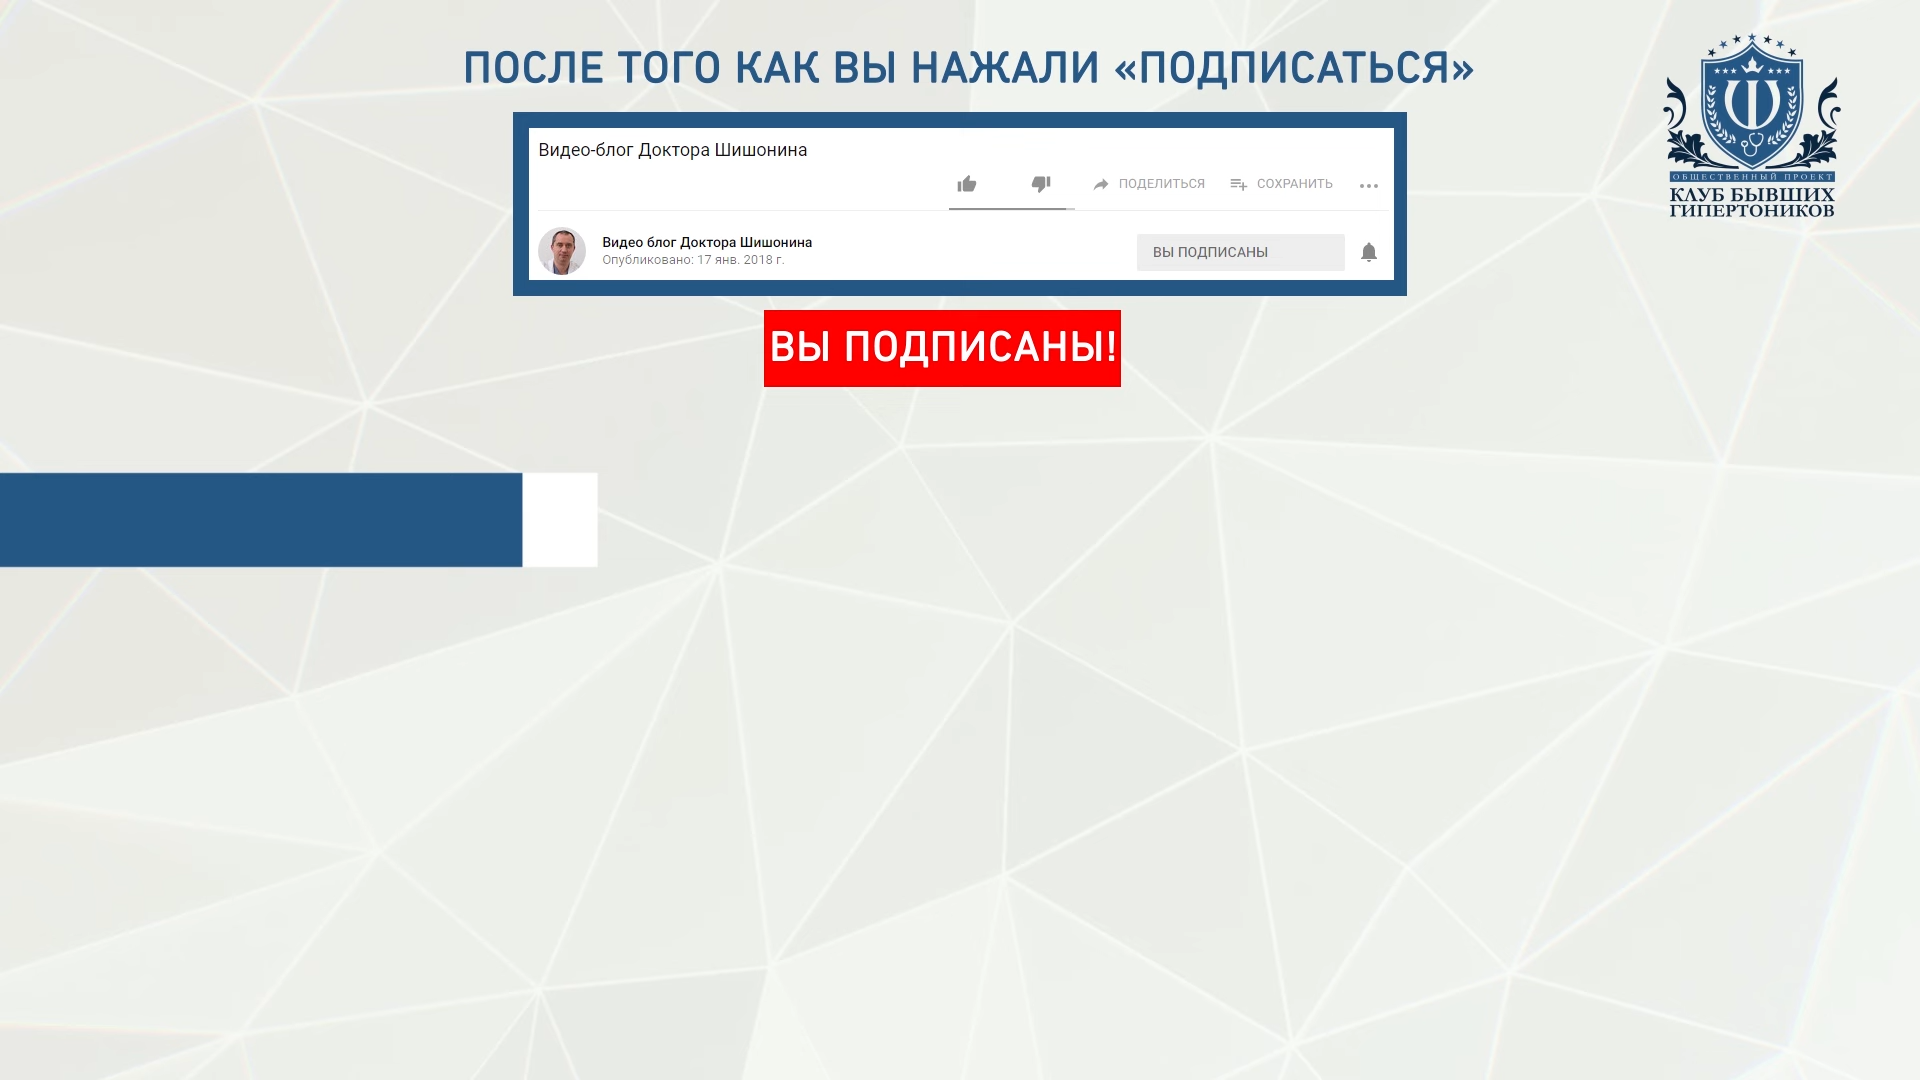 ПОСЛЕ ТОГО КАК ВЫ НАЖАЛИ «ПОДПИСАТЬСЯ»
Видео-блог Доктора Шишонина
ПОДЕЛИТЬСЯ СОХРАНИТЬ
Видео блог Доктора Шишонина
Опубликовано: 17 янв. 2018 г.
ВЫ ПОДПИСАНЫ
ВЫ ПОДПИСАНЫ!
ОБЩЕСТВЕННЫЙ ПРОЕКТ
КЛУБ БЫВШИХ
ГИПЕРТОНИКОВ